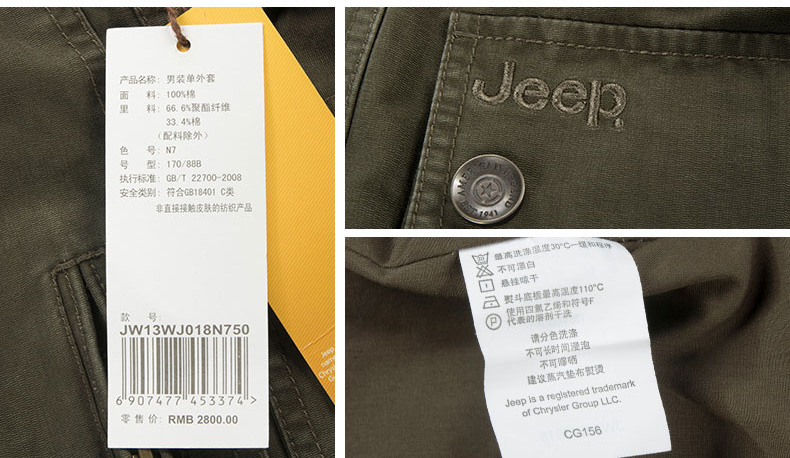 产品名称: 男装单外套
面 料: 100%棉
里 料: 66.6%聚酯纤维
33.4%棉
(配料除外)
色 号: N7
号 型: 170/88B
执行标准: GB/T 22700-2008
安全类别: 符合GB18401 C类
非直接接触皮肤的纺织产品
款 号:
JW13WJ018N750
6 907477 453374 >
零售价: RMB 2800.00
Jeep
Jeep
1941
最高洗涤温度30°C一缓和程序
不可漂白
悬挂晾干
熨斗底板最高温度110°C
使用四氯乙烯和符号F
代表的溶剂干洗
请分色洗涤
不可长时间浸泡
不可曝晒
建议蒸汽垫布熨烫
Jeep is a registered trademark
of Chrysler Group LLC.
CG156